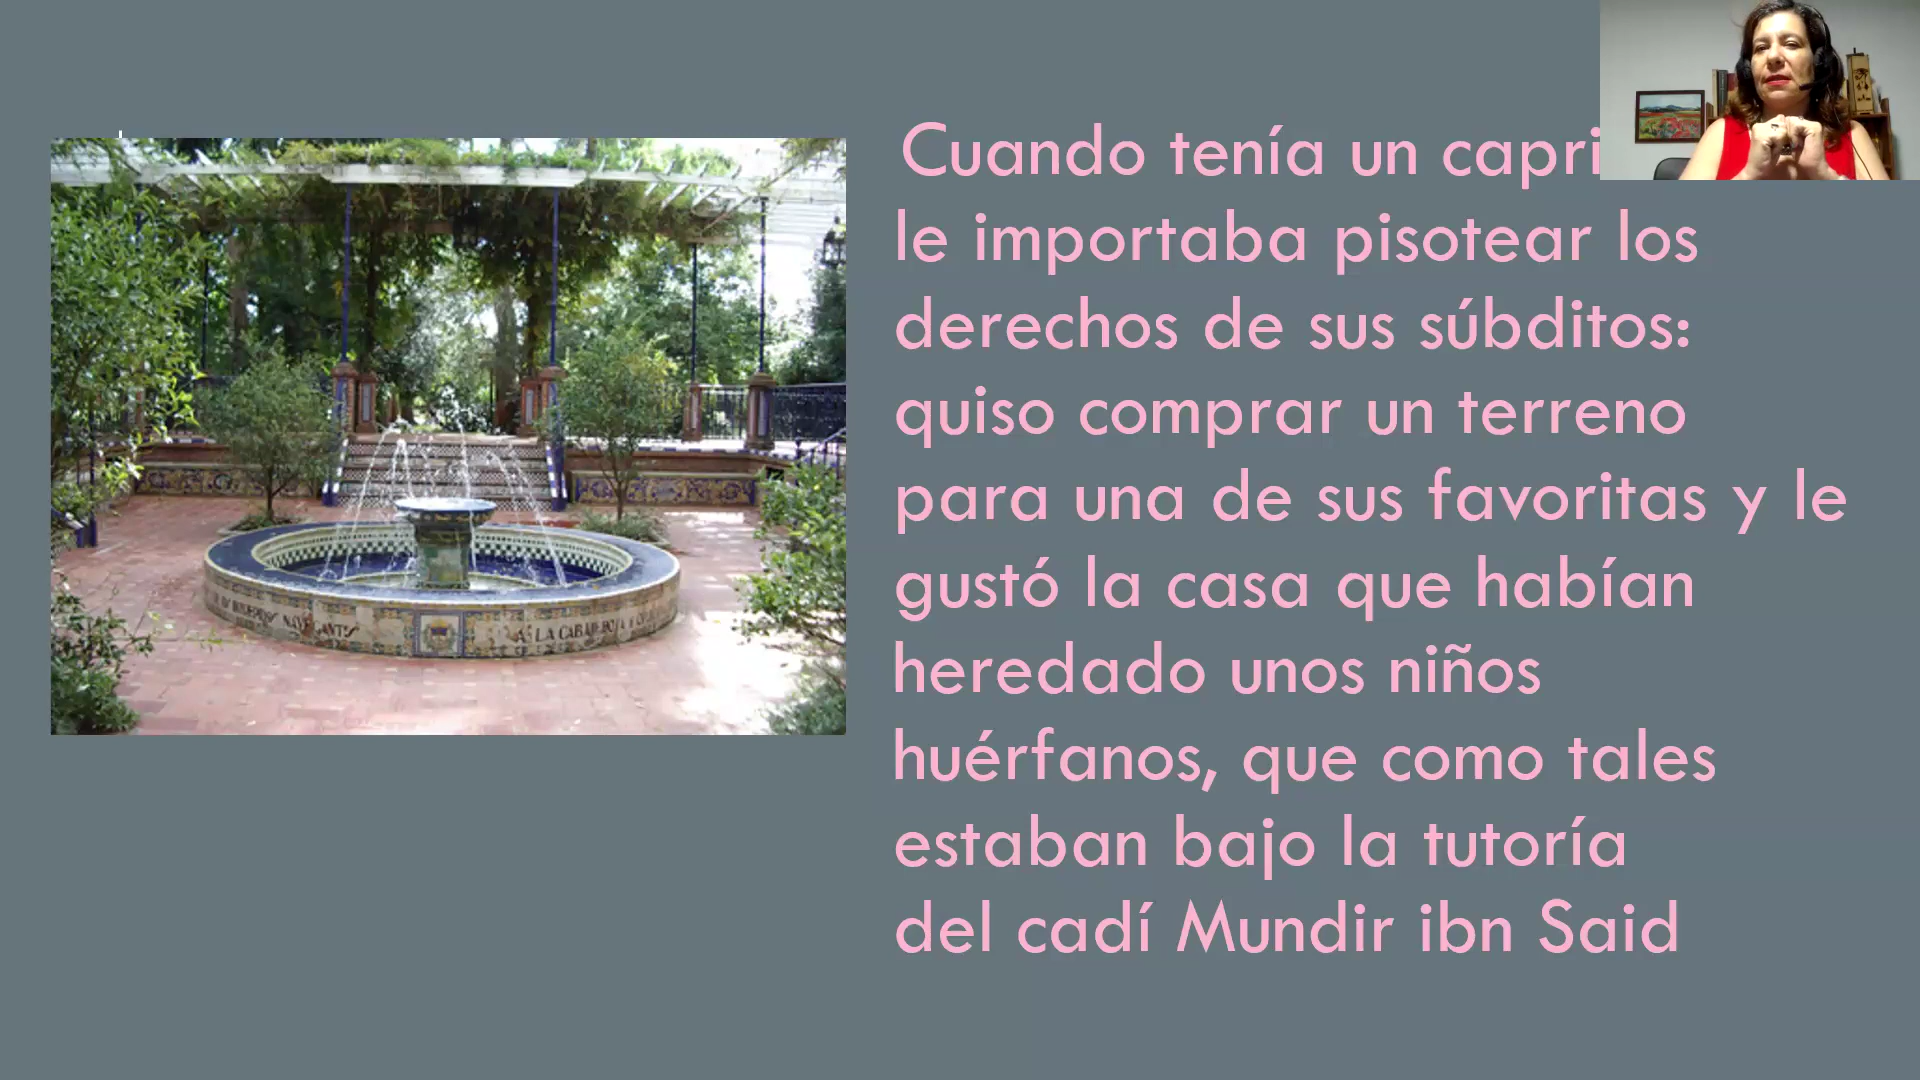 Cuando tenía un capri
le importaba pisotear los
derechos de sus súbditos:
quiso comprar un terreno
para una de sus favoritas y le
gustó la casa que habían
heredado unos niños
huérfanos, que como tales
estaban bajo la tutoría
del cadí Mundir ibn Said
A LA